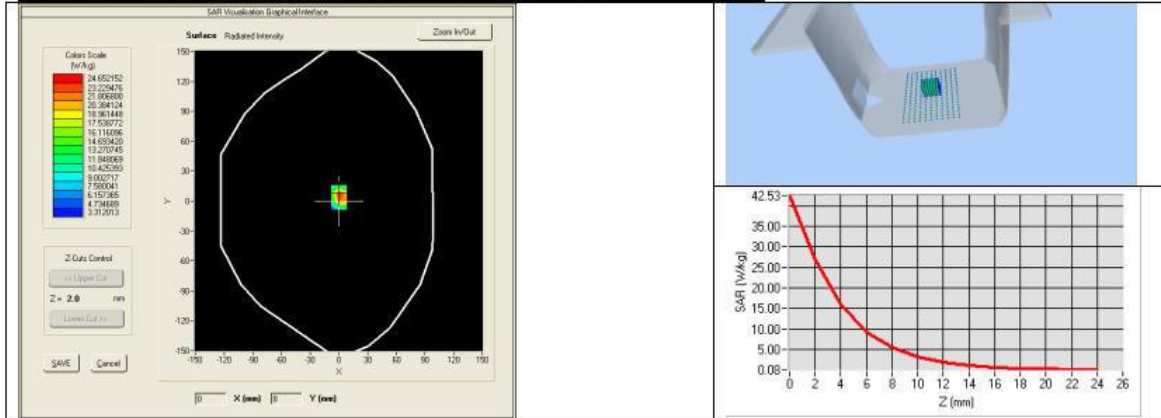 SAR Visualisation Graphical Interface
Surface Radiated Intensity
Zoom In/Out
Colors Scale
(W/kg)
24.652152
23.229476
21.806800
20.384124
18.961448
17.538772
16.116096
14.693420
13.270745
11.848069
10.425393
9.002717
7.580041
6.157365
4.734689
3.312013
Z-Cuts Control
<< Upper Cut
Z = 2.0 mm
Lower Cut >>
SAVE Cancel
150
120
90
60
30
0
-30
-60
-90
-120
-150
Y
-150 -120 -90 -60 -30 0 30 60 90 120 150
X
0 X (mm) 0 Y (mm)
42.53
35.00
30.00
25.00
20.00
15.00
10.00
5.00
0.08
SAR (W/kg)
0 2 4 6 8 10 12 14 16 18 20 22 24 26
Z (mm)